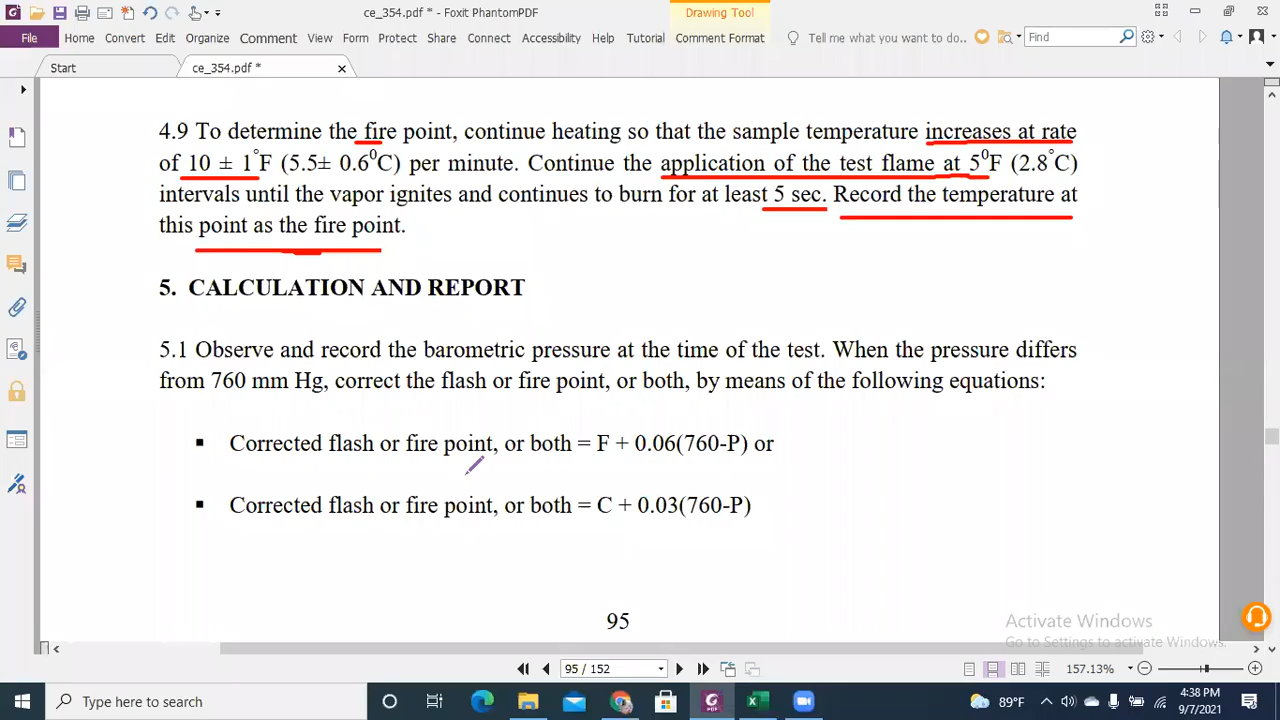 ce_354.pdf * - Foxit PhantomPDF
Drawing Tool
File Home Convert Edit Organize Comment View Form Protect Share Connect Accessibility Help Tutorial Comment Format Tell me what you want to do.. Find
Start ce_354.pdf *
4.9 To determine the fire point, continue heating so that the sample temperature increases at rate
of 10 ± 1°F (5.5± 0.6⁰C) per minute. Continue the application of the test flame at 5⁰F (2.8°C)
intervals until the vapor ignites and continues to burn for at least 5 sec. Record the temperature at
this point as the fire point.
5. CALCULATION AND REPORT
5.1 Observe and record the barometric pressure at the time of the test. When the pressure differs
from 760 mm Hg, correct the flash or fire point, or both, by means of the following equations:
▪ Corrected flash or fire point, or both = F + 0.06(760-P) or
▪ Corrected flash or fire point, or both = C + 0.03(760-P)
95
Activate Windows
Go to Settings to activate Windows.
95 / 152 157.13%
Type here to search 89°F 4:38 PM
9/7/2021